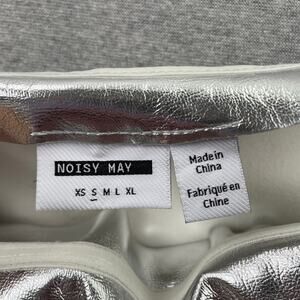 NOISY MAY
XS S M L XL
Made in
China
Fabriqué en
Chine